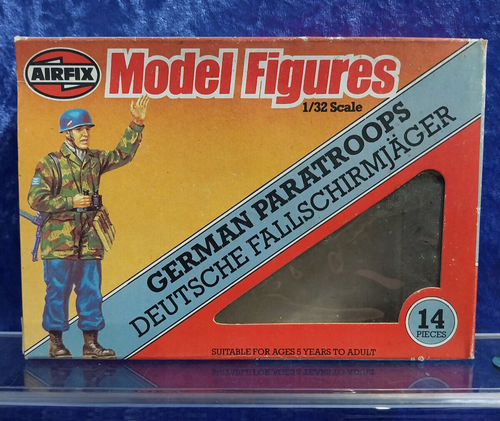 AIRFIX
Model Figures
1/32 Scale
GERMAN PARATROOPS
DEUTSCHE FALLSCHIRMJÄGER
14
PIECES
SUITABLE FOR AGES 5 YEARS TO ADULT